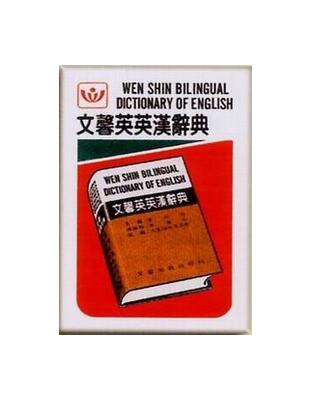 WEN SHIN BILINGUAL
DICTIONARY OF ENGLISH
文馨英英漢辭典
WEN SHIN BILINGUAL
DICTIONARY OF ENGLISH
文馨英英漢辭典